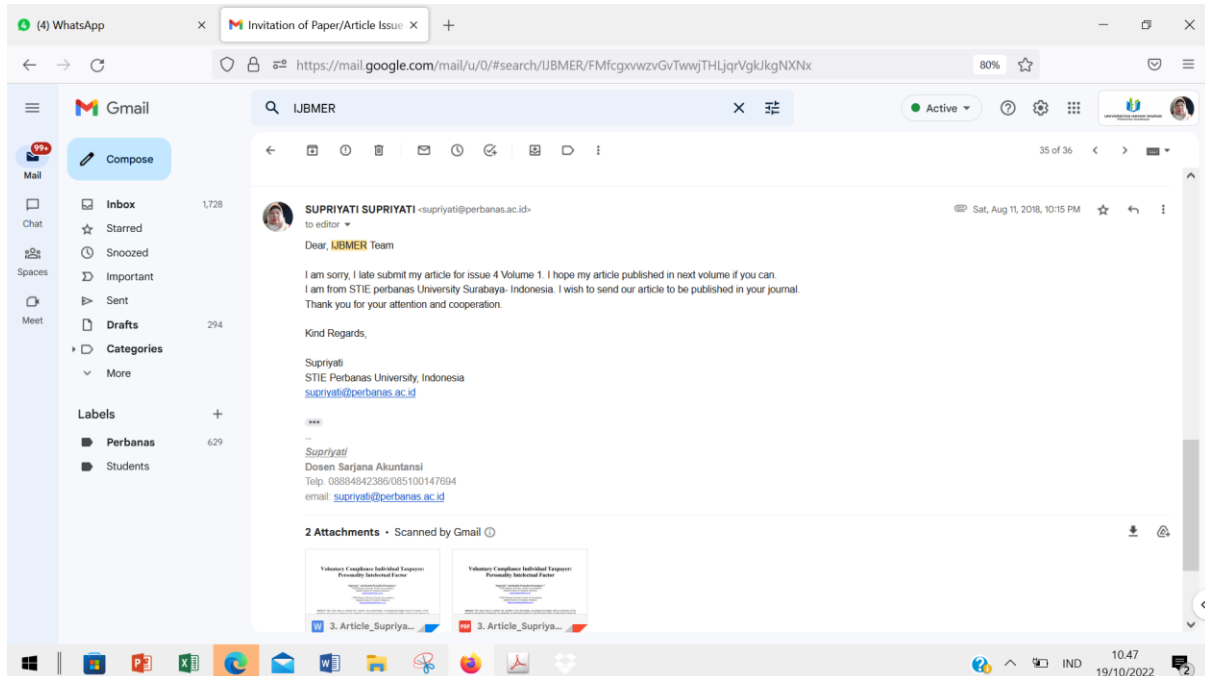 (4) WhatsApp
Invitation of Paper/Article Issue
https://mail.google.com/mail/u/0/#search/IJBMER/FMfcgxvwzvGvTwwjTHLjqrVgkJkgNXNx
80%
Gmail
IJBMER
Active
99+
Mail
Chat
Spaces
Meet
Compose
Inbox 1,728
Starred
Snoozed
Important
Sent
Drafts 294
Categories
More
Labels
Perbanas 629
Students
35 of 36
SUPRIYATI SUPRIYATI <supriyati@perbanas.ac.id>
Sat, Aug 11, 2018, 10:15 PM
to editor
Dear, IJBMER Team
I am sorry, I late submit my article for issue 4 Volume 1. I hope my article published in next volume if you can.
I am from STIE perbanas University Surabaya- Indonesia. I wish to send our article to be published in your journal.
Thank you for your attention and cooperation.
Kind Regards,
Supriyati
STIE Perbanas University, Indonesia
supriyati@perbanas.ac.id
--
Supriyati
Dosen Sarjana Akuntansi
Telp. 08884842386/085100147694
email: supriyati@perbanas.ac.id
2 Attachments • Scanned by Gmail
Voluntary Compliance Individual Taxpayer:
Personality Intelectual Factor
W 3. Article_Supriya...
Voluntary Compliance Individual Taxpayer:
Personality Intelectual Factor
PDF 3. Article_Supriya...
IND
10.47
19/10/2022
2